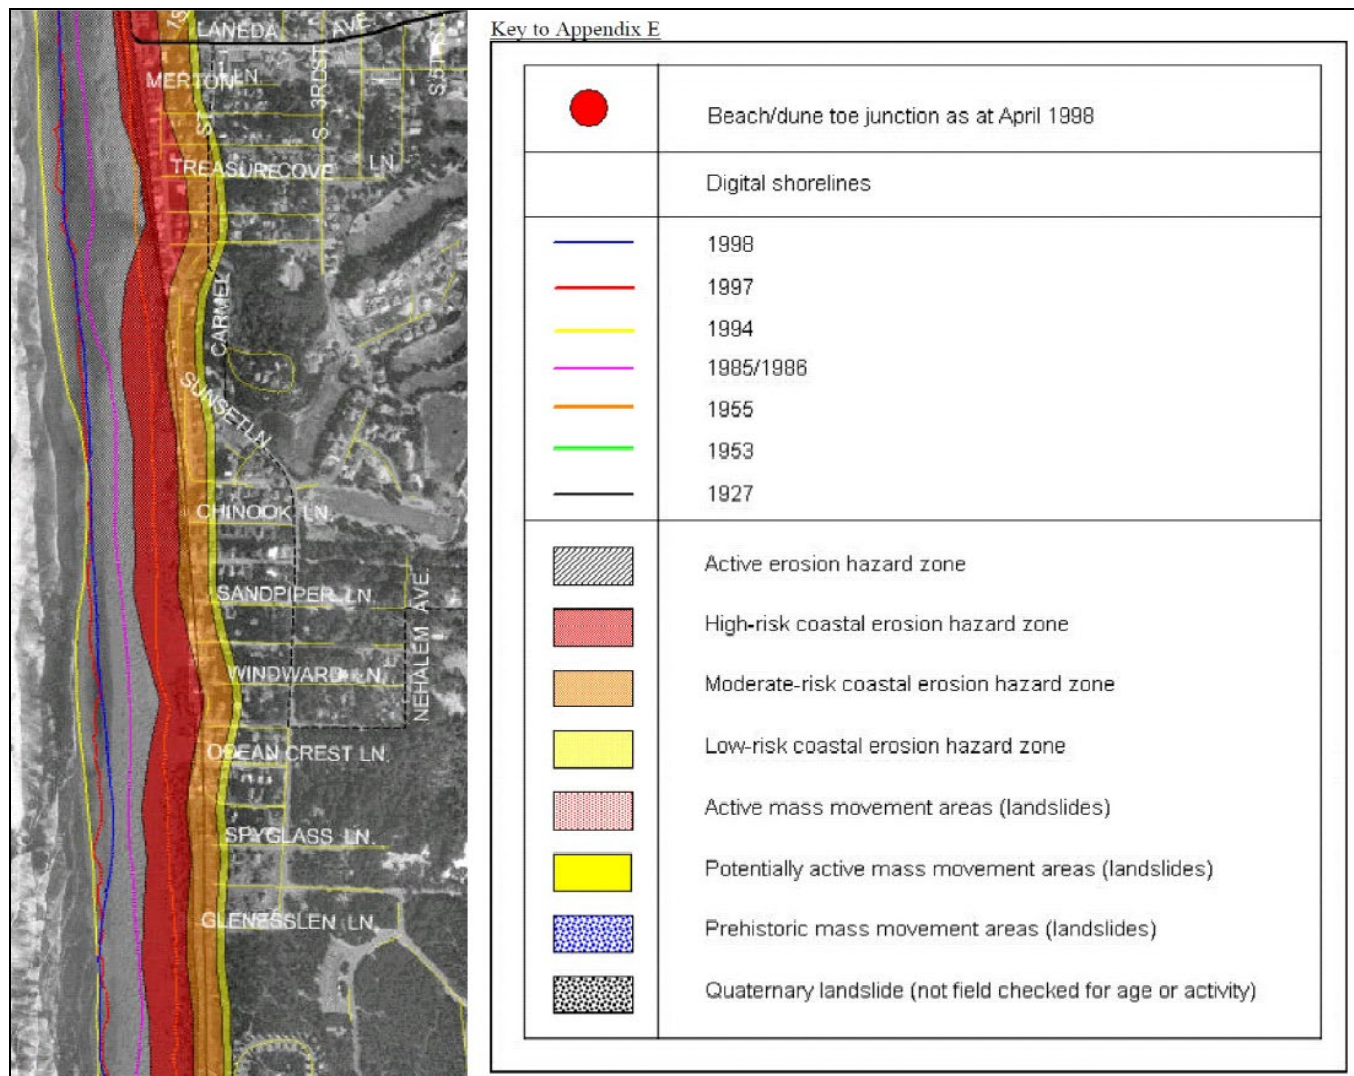 LANEDA AVE.
MERTON LN
S. 3RD ST
S. 5TH
ST
TREASURE COVE LN.
CARMEL
SUNSET LN
CHINOOK LN.
SANDPIPER LN.
NEHALEM AVE.
WINDWARD LN.
OCEAN CREST LN.
SPYGLASS LN.
GLENESSLEN LN.
Key to Appendix E
Beach/dune toe junction as at April 1998
Digital shorelines
1998
1997
1994
1985/1986
1955
1953
1927
Active erosion hazard zone
High-risk coastal erosion hazard zone
Moderate-risk coastal erosion hazard zone
Low-risk coastal erosion hazard zone
Active mass movement areas (landslides)
Potentially active mass movement areas (landslides)
Prehistoric mass movement areas (landslides)
Quaternary landslide (not field checked for age or activity)